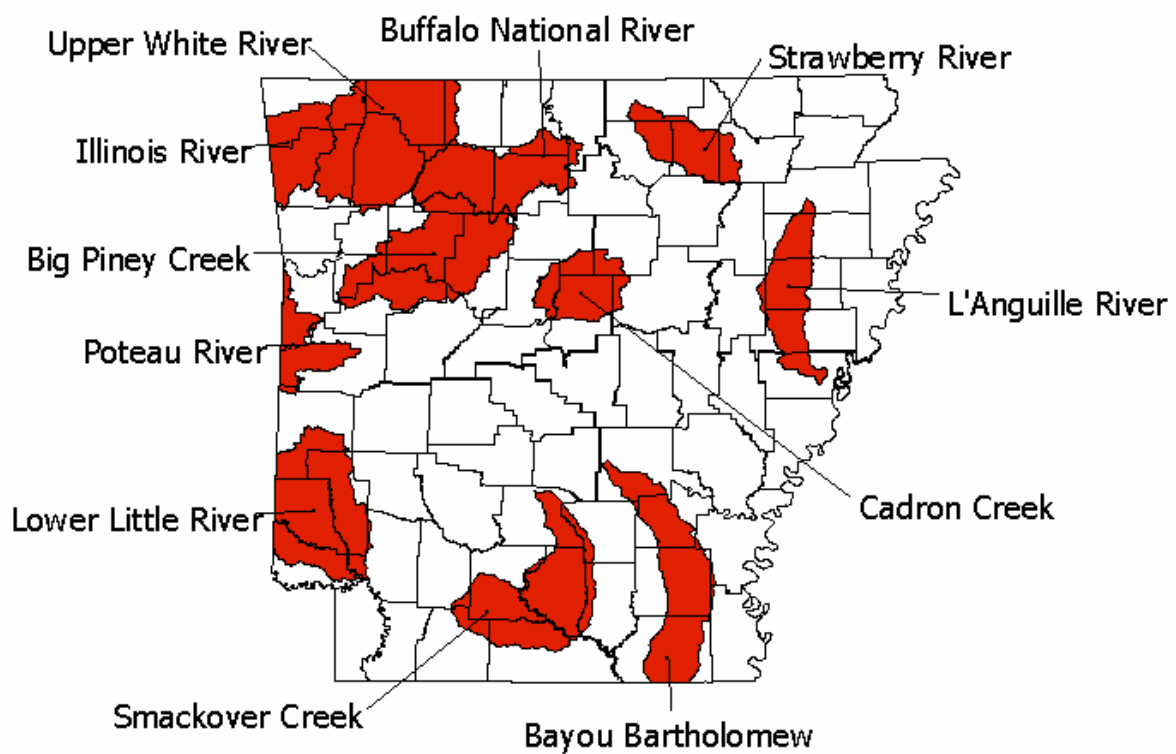 Buffalo National River
Upper White River
Strawberry River
Illinois River
Big Piney Creek
L'Anguille River
Poteau River
Cadron Creek
Lower Little River
Smackover Creek
Bayou Bartholomew